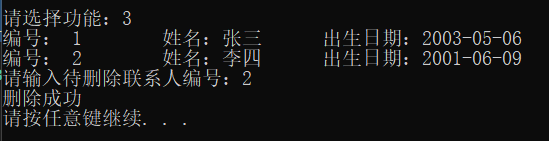 请选择功能：3
编号： 1 姓名：张三 出生日期：2003-05-06
编号： 2 姓名：李四 出生日期：2001-06-09
请输入待删除联系人编号：2
删除成功
请按任意键继续. . .